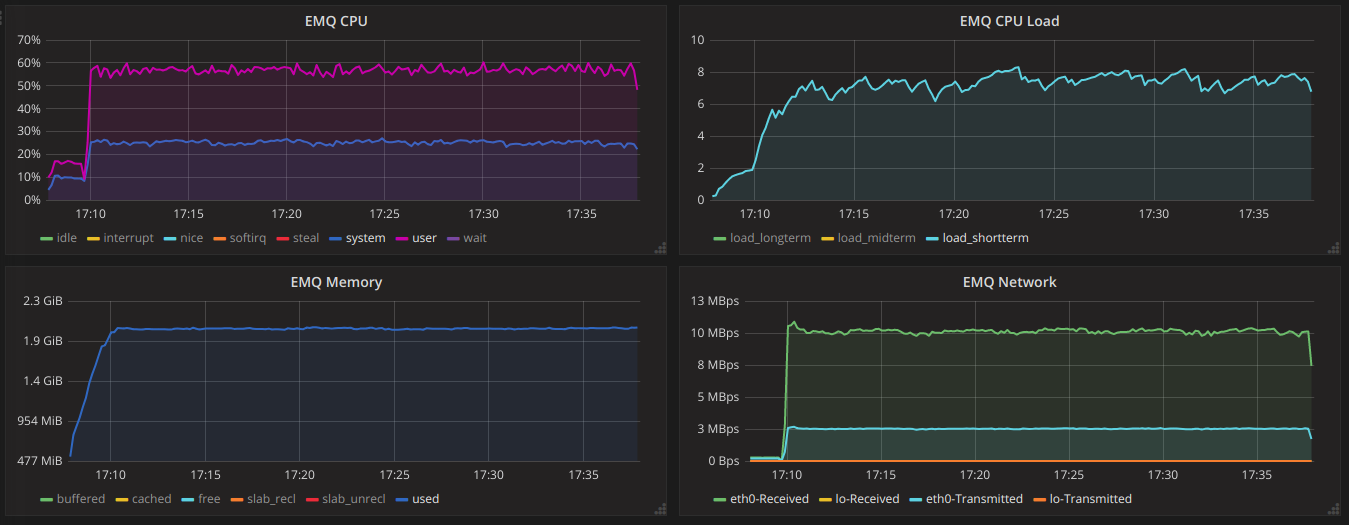 EMQ CPU
70%
60%
50%
40%
30%
20%
10%
0%
17:10 17:15 17:20 17:25 17:30 17:35
idle interrupt nice softirq steal system user wait
EMQ CPU Load
10
8
6
4
2
0
17:10 17:15 17:20 17:25 17:30 17:35
load_longterm load_midterm load_shortterm
EMQ Memory
2.3 GiB
1.9 GiB
1.4 GiB
954 MiB
477 MiB
17:10 17:15 17:20 17:25 17:30 17:35
buffered cached free slab_recl slab_unrecl used
EMQ Network
13 MBps
10 MBps
8 MBps
5 MBps
3 MBps
0 Bps
17:10 17:15 17:20 17:25 17:30 17:35
eth0-Received lo-Received eth0-Transmitted lo-Transmitted